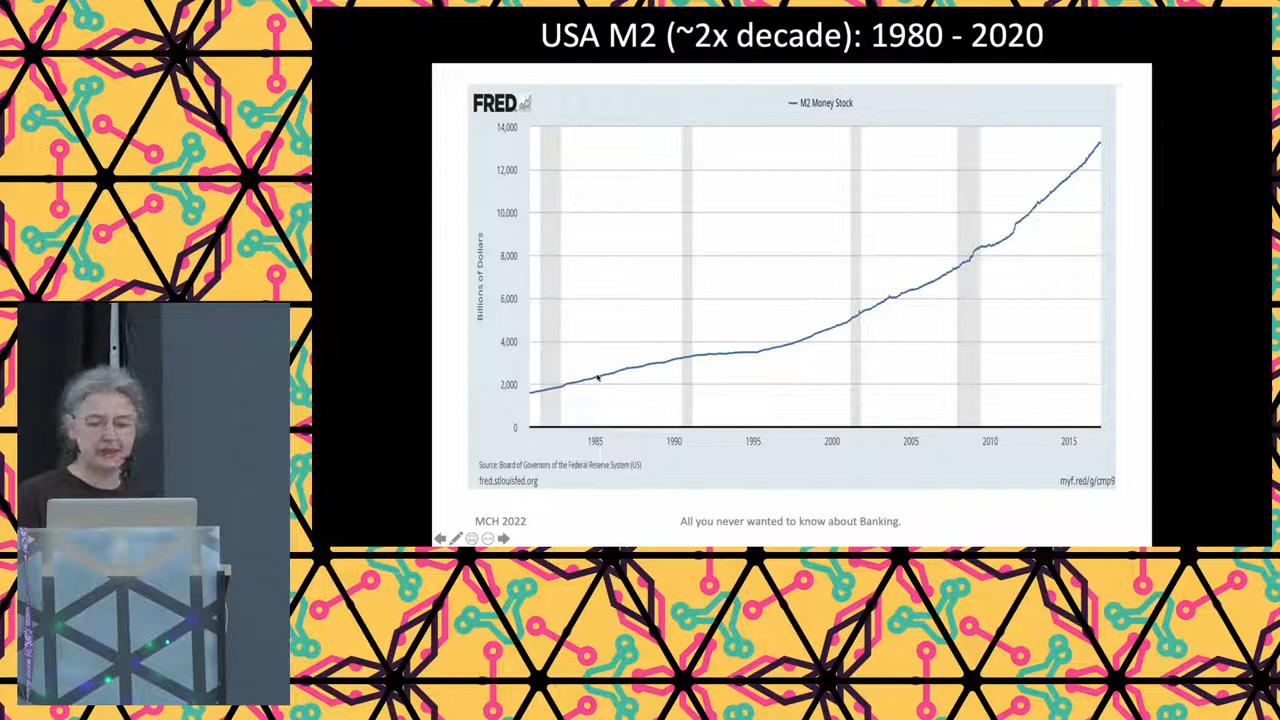 USA M2 (~2x decade): 1980 - 2020
FRED
M2 Money Stock
14,000
12,000
10,000
8,000
6,000
4,000
2,000
0
Billions of Dollars
1985 1990 1995 2000 2005 2010 2015
Source: Board of Governors of the Federal Reserve System (US)
fred.stlouisfed.org
myf.red/g/cmp9
MCH 2022
All you never wanted to know about Banking.